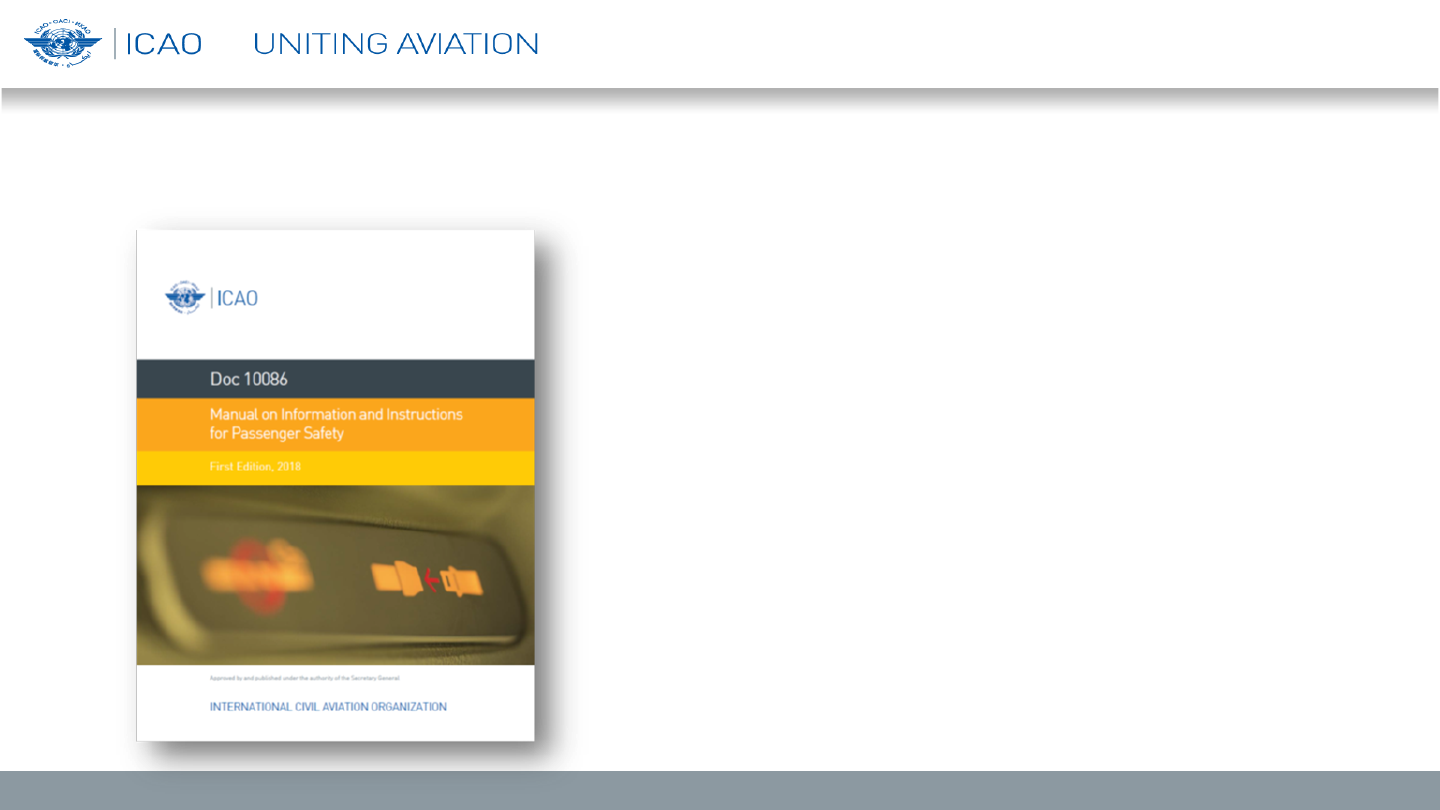 ICAO · OACI · ИКАО
ICAO UNITING AVIATION
ICAO
Doc 10086
Manual on Information and Instructions
for Passenger Safety
First Edition, 2018
Approved by and published under the authority of the Secretary General
INTERNATIONAL CIVIL AVIATION ORGANIZATION